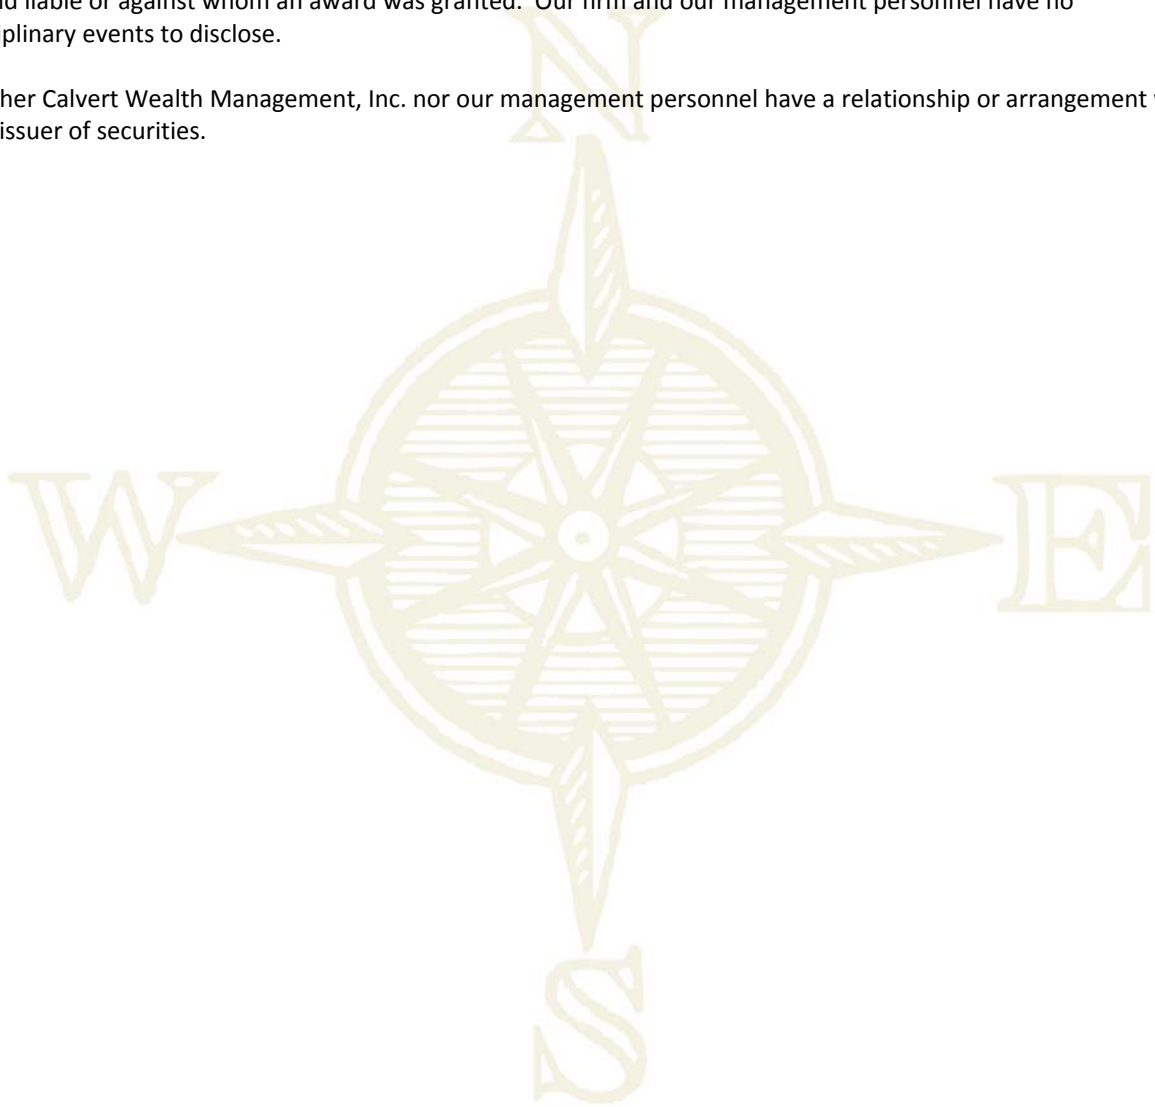 liable or against whom an award was granted. Our firm and our management personnel have no
events to disclose.
Calvert Wealth Management, Inc. nor our management personnel have a relationship or arrangement
issuer of securities.
N
W E
S